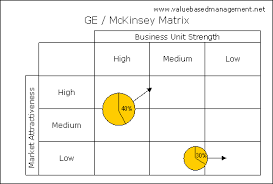 www.valuebasedmanagement.net
GE / McKinsey Matrix
Business Unit Strength
High Medium Low
Market Attractiveness
High
40%
Medium
Low
30%